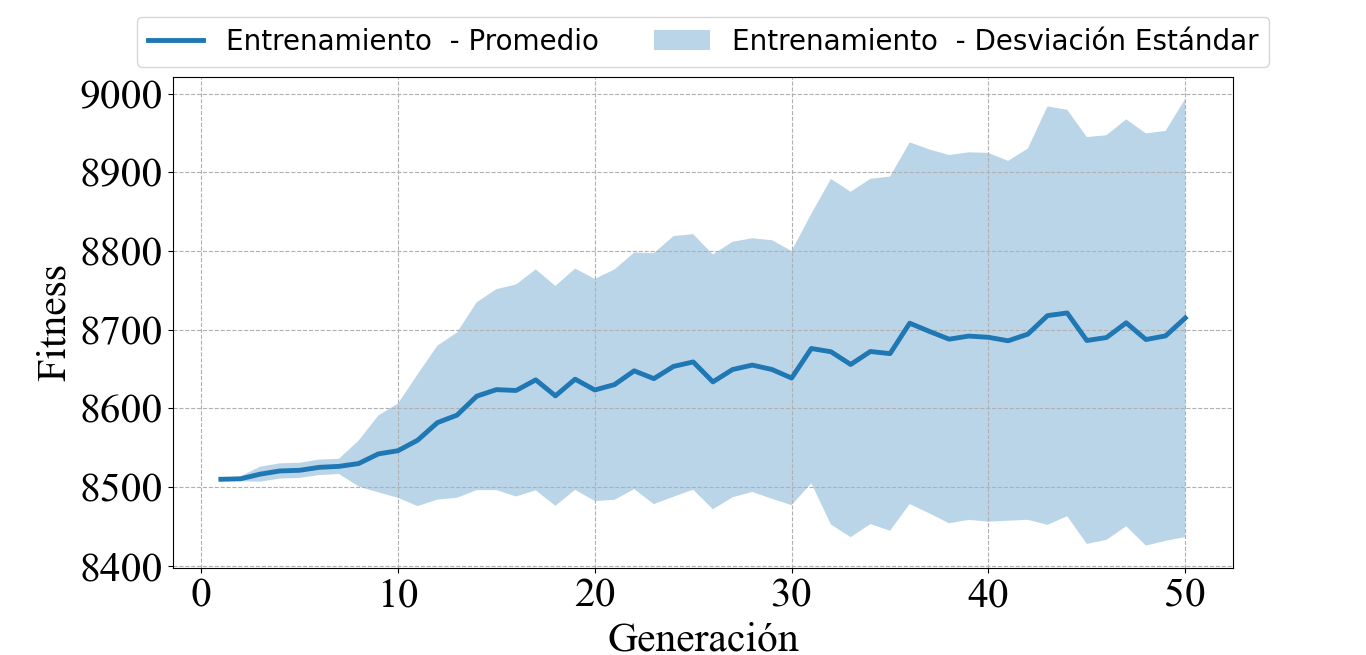 Entrenamiento  - Promedio
Entrenamiento  - Desviación Estándar
9000
8900
8800
8700
8600
8500
8400
Fitness
0 10 20 30 40 50
Generación